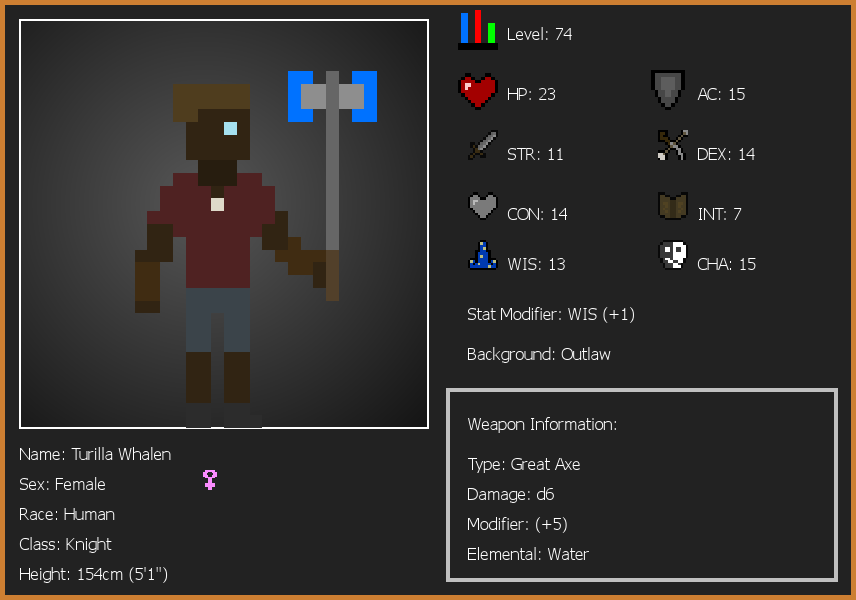 Level: 74
HP: 23
AC: 15
STR: 11
DEX: 14
CON: 14
INT: 7
WIS: 13
CHA: 15
Stat Modifier: WIS (+1)
Background: Outlaw
Weapon Information:
Type: Great Axe
Damage: d6
Modifier: (+5)
Elemental: Water
Name: Turilla Whalen
Sex: Female
Race: Human
Class: Knight
Height: 154cm (5'1")